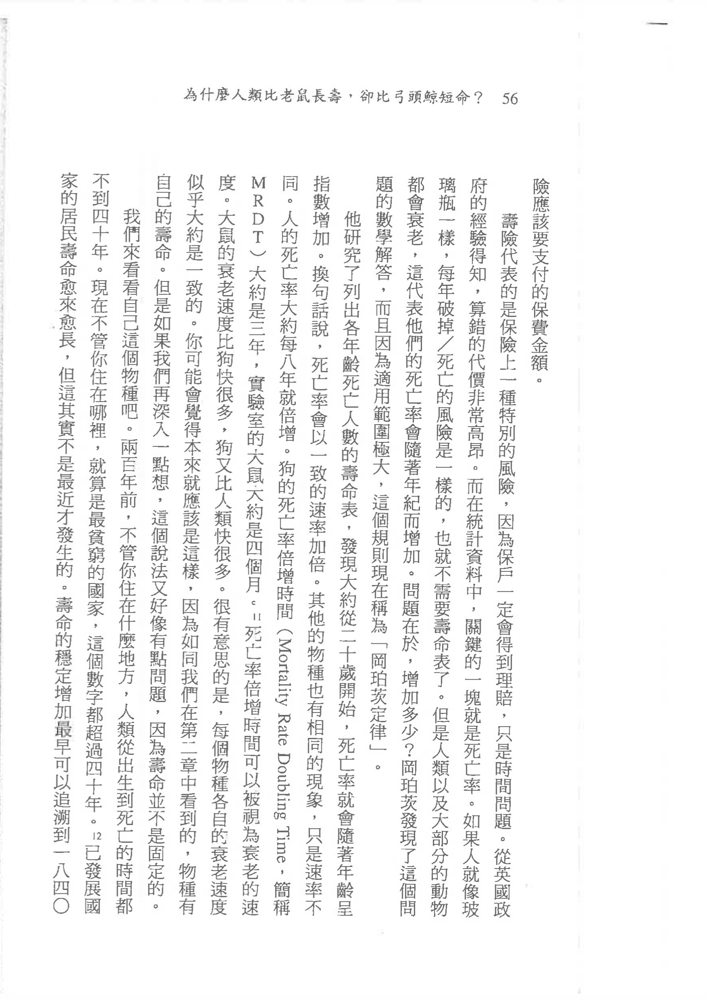 為什麼人類比老鼠長壽，卻比弓頭鯨短命？ 56
險應該要支付的保費金額。
壽險代表的是保險上一種特別的風險，因為保戶一定會得到理賠，只是時間問題。從英國政
府的經驗得知，算錯的代價非常高昂。而在統計資料中，關鍵的一塊就是死亡率。如果人就像玻
璃瓶一樣，每年破掉／死亡的風險是一樣的，也就不需要壽命表了。但是人類以及大部分的動物
都會衰老，這代表他們的死亡率會隨著年紀而增加。問題在於，增加多少？岡珀茨發現了這個問
題的數學解答，而且因為適用範圍極大，這個規則現在稱為「岡珀茨定律」。
他研究了列出各年齡死亡人數的壽命表，發現大約從二十歲開始，死亡率就會隨著年齡呈
指數增加。換句話說，死亡率會以一致的速率加倍。其他的物種也有相同的現象，只是速率不
同。人的死亡率大約每八年就倍增。狗的死亡率倍增時間（Mortality Rate Doubling Time，簡稱
MRDT）大約是三年，實驗室的大鼠大約是四個月。11死亡率倍增時間可以被視為衰老的速
度。大鼠的衰老速度比狗快很多，狗又比人類快很多。很有意思的是，每個物種各自的衰老速度
似乎大約是一致的。你可能會覺得本來就應該是這樣，因為如同我們在第二章中看到的，物種有
自己的壽命。但是如果我們再深入一點想，這個說法又好像有點問題，因為壽命並不是固定的。
我們來看看自己這個物種吧。兩百年前，不管你住在什麼地方，人類從出生到死亡的時間都
不到四十年。現在不管你住在哪裡，就算是最貧窮的國家，這個數字都超過四十年。12已發展國
家的居民壽命愈來愈長，但這其實不是最近才發生的。壽命的穩定增加最早可以追溯到一八四〇